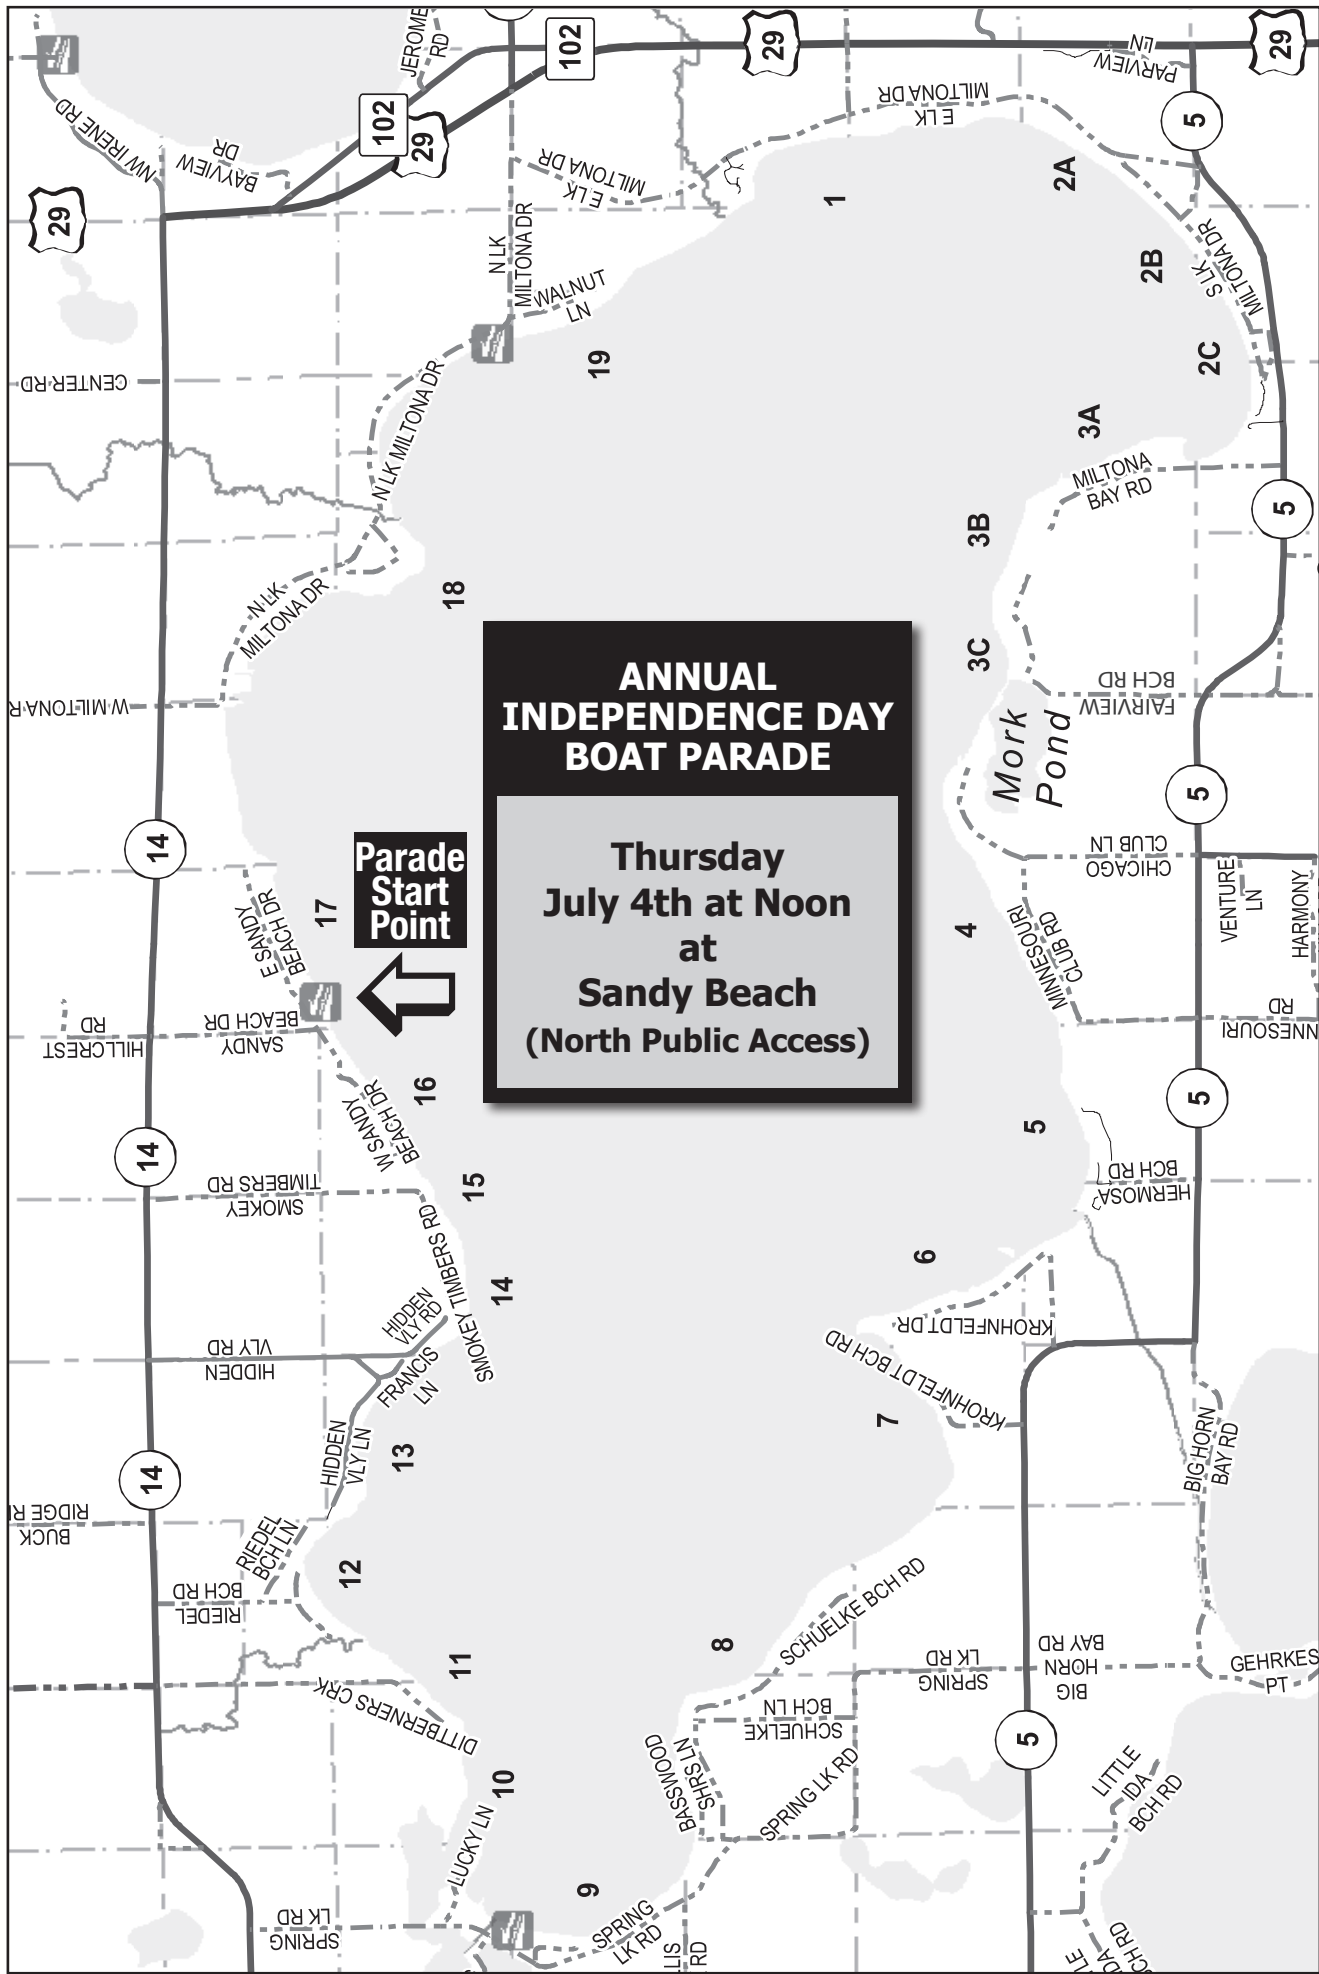 JEROME
RD
102
29
29
LN
PARVIEW
NW IRENE RD
BAYVIEW
DR
102
29
29
E LK
MILTONA DR
5
E LK
MILTONA DR
2A
1
N LK
MILTONA DR
WALNUT
LN
2B
S LK
MILTONA DR
CENTER RD
19
2C
N LK MILTONA DR
3A
MILTONA
BAY RD
5
3B
18
N LK
MILTONA DR
3C
W MILTONA R
FAIRVIEW
BCH RD
Mork
Pond
ANNUAL
INDEPENDENCE DAY
BOAT PARADE
Thursday
July 4th at Noon
at
Sandy Beach
(North Public Access)
Parade
Start
Point
14
5
CHICAGO
CLUB LN
VENTURE
LN
HARMONY
17
E SANDY
BEACH DR
4
MINNESOURI
CLUB RD
HILLCREST
RD
SANDY
BEACH DR
NNESOURI
RD
16
W SANDY
BEACH DR
5
5
14
SMOKEY
TIMBERS RD
15
HERMOSA
BCH RD
SMOKEY TIMBERS RD
14
6
HIDDEN
VLY RD
HIDDEN
VLY RD
FRANCIS
LN
KROHNFELDT DR
KROHNFELDT BCH RD
7
13
HIDDEN
VLY LN
14
BIG HORN
BAY RD
BUCK
RIDGE R
RIEDEL
BCH LN
12
RIEDEL
BCH RD
SCHUELKE BCH RD
8
11
SPRING
LK RD
BIG
HORN
BAY RD
GEHRKES
PT
DITTBERNERS CRK
SCHUELKE
BCH LN
BASSWOOD
SHRS LN
5
10
SPRING LK RD
LITTLE
IDA
BCH RD
LUCKY LN
9
SPRING
LK RD
SPRING
LK RD
LLIS
RD
TLE
IDA
BCH RD